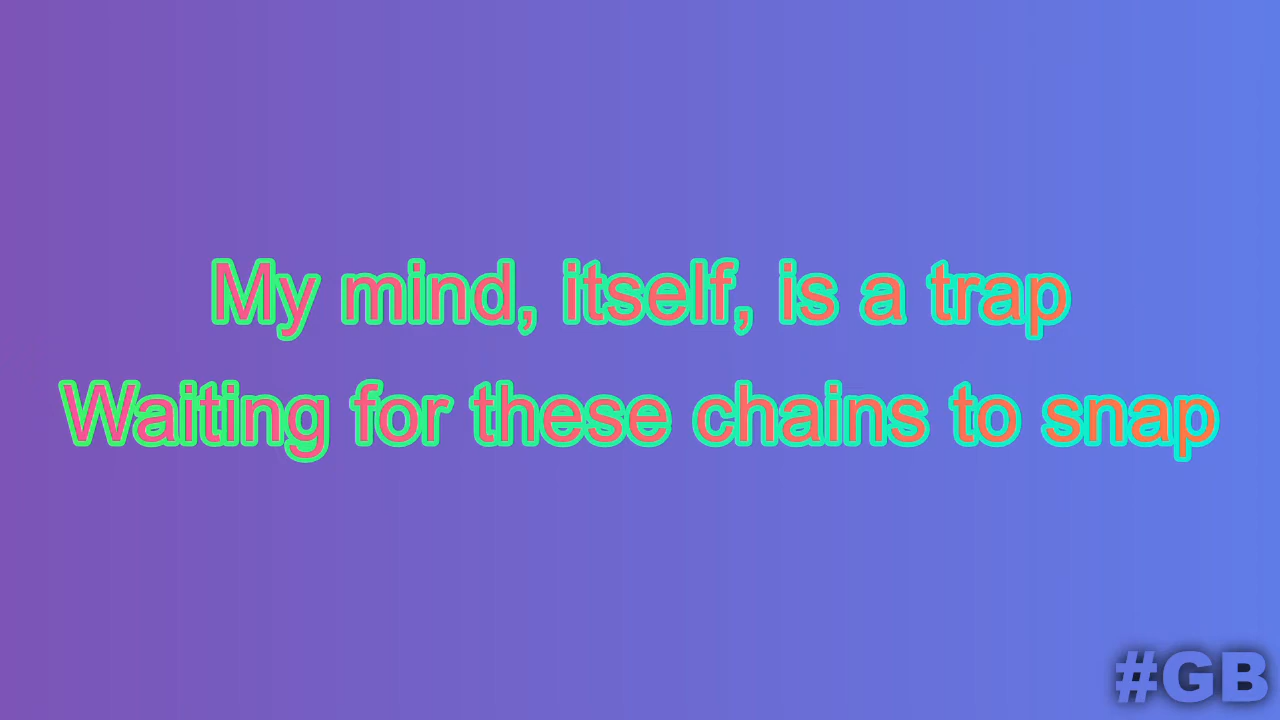 My mind, itself, is a trap
Waiting for these chains to snap
#GB